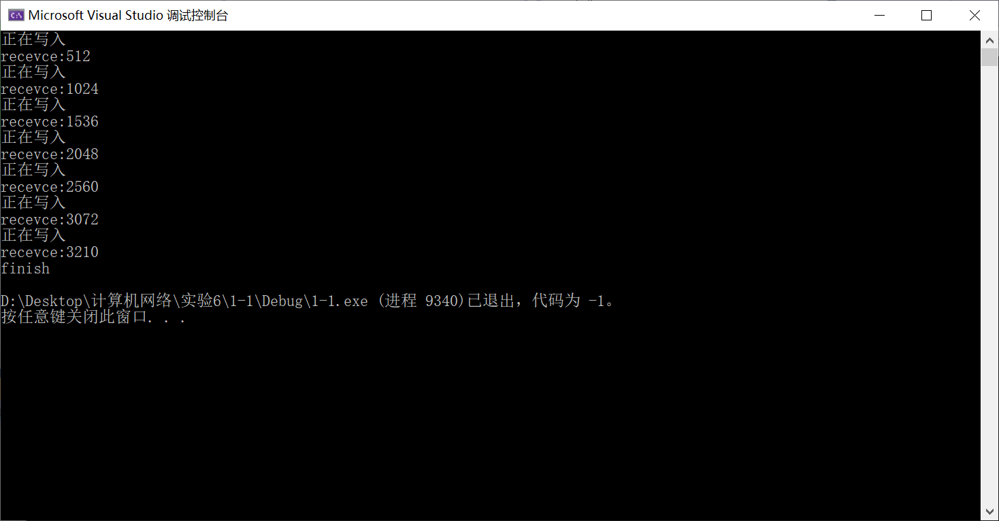 Microsoft Visual Studio 调试控制台
正在写入
recevce:512
正在写入
recevce:1024
正在写入
recevce:1536
正在写入
recevce:2048
正在写入
recevce:2560
正在写入
recevce:3072
正在写入
recevce:3210
finish
D:\Desktop\计算机网络\实验6\1-1\Debug\1-1.exe (进程 9340)已退出，代码为 -1。
按任意键关闭此窗口. . .